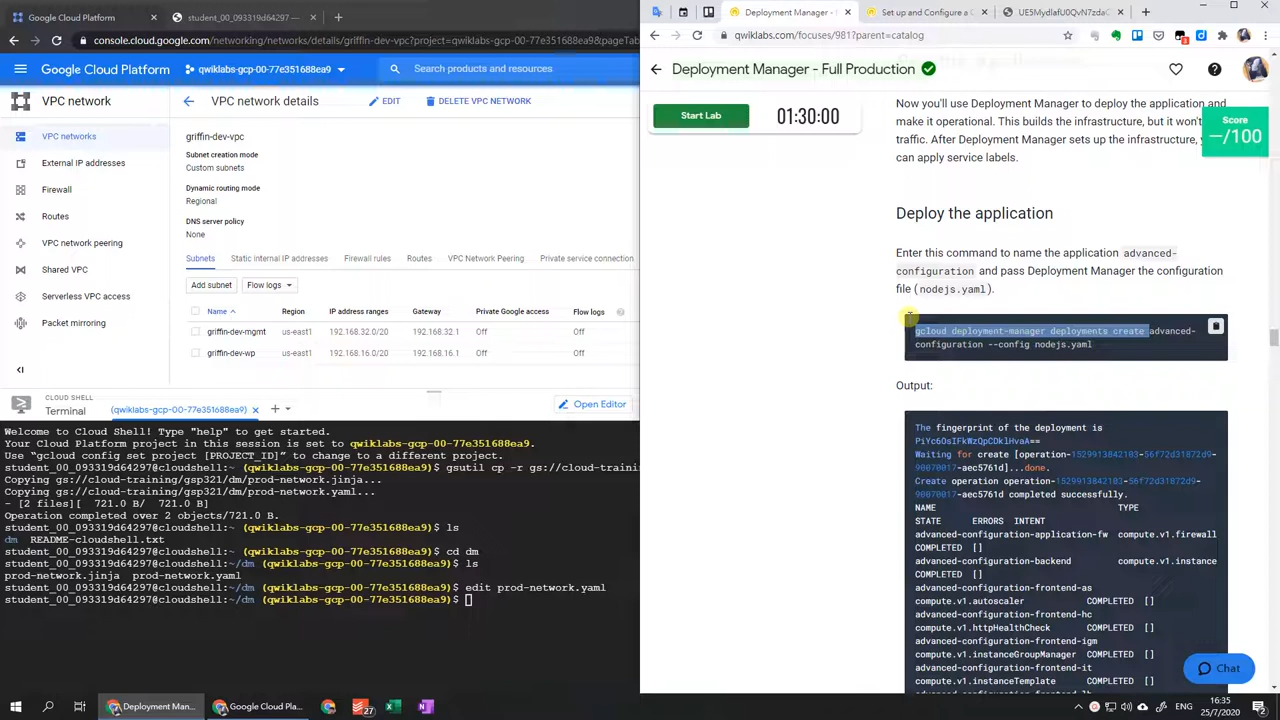 VPC network details - VPC n
student_00_093319d64297 —
console.cloud.google.com/networking/networks/details/griffin-dev-vpc?project=qwiklabs-gcp-00-77e351688ea9&pageTab
Google Cloud Platform
qwiklabs-gcp-00-77e351688ea9
Search products and resources
VPC network
VPC network details
EDIT
DELETE VPC NETWORK
VPC networks
External IP addresses
Firewall
Routes
VPC network peering
Shared VPC
Serverless VPC access
Packet mirroring
griffin-dev-vpc
Subnet creation mode
Custom subnets
Dynamic routing mode
Regional
DNS server policy
None
Subnets
Static internal IP addresses
Firewall rules
Routes
VPC Network Peering
Private service connection
Add subnet
Flow logs
Name
Region
IP address ranges
Gateway
Private Google access
Flow logs
griffin-dev-mgmt
us-east1
192.168.32.0/20
192.168.32.1
Off
Off
griffin-dev-wp
us-east1
192.168.16.0/20
192.168.16.1
Off
Off
CLOUD SHELL
Terminal
(qwiklabs-gcp-00-77e351688ea9)
Open Editor
Welcome to Cloud Shell! Type "help" to get started.
Your Cloud Platform project in this session is set to qwiklabs-gcp-00-77e351688ea9.
Use “gcloud config set project [PROJECT_ID]” to change to a different project.
student_00_093319d64297@cloudshell:~ (qwiklabs-gcp-00-77e351688ea9)$ gsutil cp -r gs://cloud-traini
Copying gs://cloud-training/gsp321/dm/prod-network.jinja...
Copying gs://cloud-training/gsp321/dm/prod-network.yaml...
- [2 files][ 721.0 B/ 721.0 B]
Operation completed over 2 objects/721.0 B.
student_00_093319d64297@cloudshell:~ (qwiklabs-gcp-00-77e351688ea9)$ ls
dm README-cloudshell.txt
student_00_093319d64297@cloudshell:~ (qwiklabs-gcp-00-77e351688ea9)$ cd dm
student_00_093319d64297@cloudshell:~/dm (qwiklabs-gcp-00-77e351688ea9)$ ls
prod-network.jinja prod-network.yaml
student_00_093319d64297@cloudshell:~/dm (qwiklabs-gcp-00-77e351688ea9)$ edit prod-network.yaml
student_00_093319d64297@cloudshell:~/dm (qwiklabs-gcp-00-77e351688ea9)$
Deployment Manager -
Set up and Configure a C
UE5MydlafU0QvN7zdaC
qwiklabs.com/focuses/981?parent=catalog
Deployment Manager - Full Production
Start Lab
01:30:00
Score
—/100
Now you'll use Deployment Manager to deploy the application and
make it operational. This builds the infrastructure, but it won't
traffic. After Deployment Manager sets up the infrastructure, y
can apply service labels.
Deploy the application
Enter this command to name the application advanced-
configuration and pass Deployment Manager the configuration
file (nodejs.yaml).
gcloud deployment-manager deployments create advanced-
configuration --config nodejs.yaml
Output:
The fingerprint of the deployment is
PiYc6OsIFkWzQpCDklHvaA==
Waiting for create [operation-1529913842103-56f72d31872d9-
90070017-aec5761d]...done.
Create operation operation-1529913842103-56f72d31872d9-
90070017-aec5761d completed successfully.
NAME TYPE
STATE ERRORS INTENT
advanced-configuration-application-fw compute.v1.firewall
COMPLETED []
advanced-configuration-backend compute.v1.instance
COMPLETED []
advanced-configuration-frontend-as
compute.v1.autoscaler COMPLETED []
advanced-configuration-frontend-hc
compute.v1.httpHealthCheck COMPLETED []
advanced-configuration-frontend-igm
compute.v1.instanceGroupManager COMPLETED []
advanced-configuration-frontend-it
compute.v1.instanceTemplate COMPLETED []
advanced-configuration-frontend-lb
Chat
Deployment Man...
Google Cloud Pla...
27
ENG
16:35
25/7/2020
2